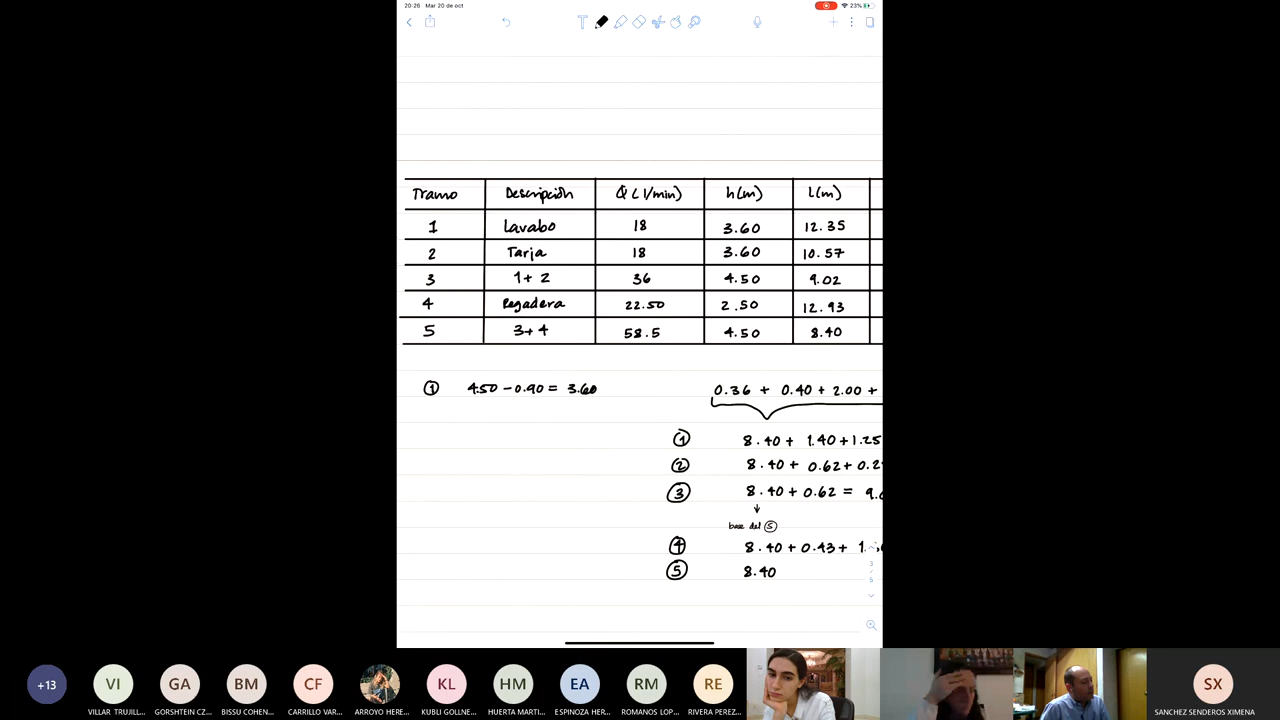 20:26 Mar 20 de oct 23%
Tramo Descripción Q (l/min) h(m) l(m)
1 Lavabo 18 3.60 12.35
2 Tarja 18 3.60 10.57
3 1+2 36 4.50 9.02
4 Regadera 22.50 2.50 12.93
5 3+4 58.5 4.50 8.40
① 4.50 - 0.90 = 3.60 0.36 + 0.40 + 2.00 +
① 8.40 + 1.40 + 1.25
② 8.40 + 0.62 + 0.2
③ 8.40 + 0.62 =
base del ⑤
④ 8.40 + 0.43 +
⑤ 8.40
3
/
5
+13 VI GA BM CF KL HM EA RM RE SX
VILLAR TRUJILL... GORSHTEIN CZ... BISSU COHEN... CARRILLO VAR... ARROYO HERE... KUBLI GOLLNE... HUERTA MARTI... ESPINOZA HER... ROMANOS LOP... RIVERA PEREZ... SANCHEZ SENDEROS XIMENA